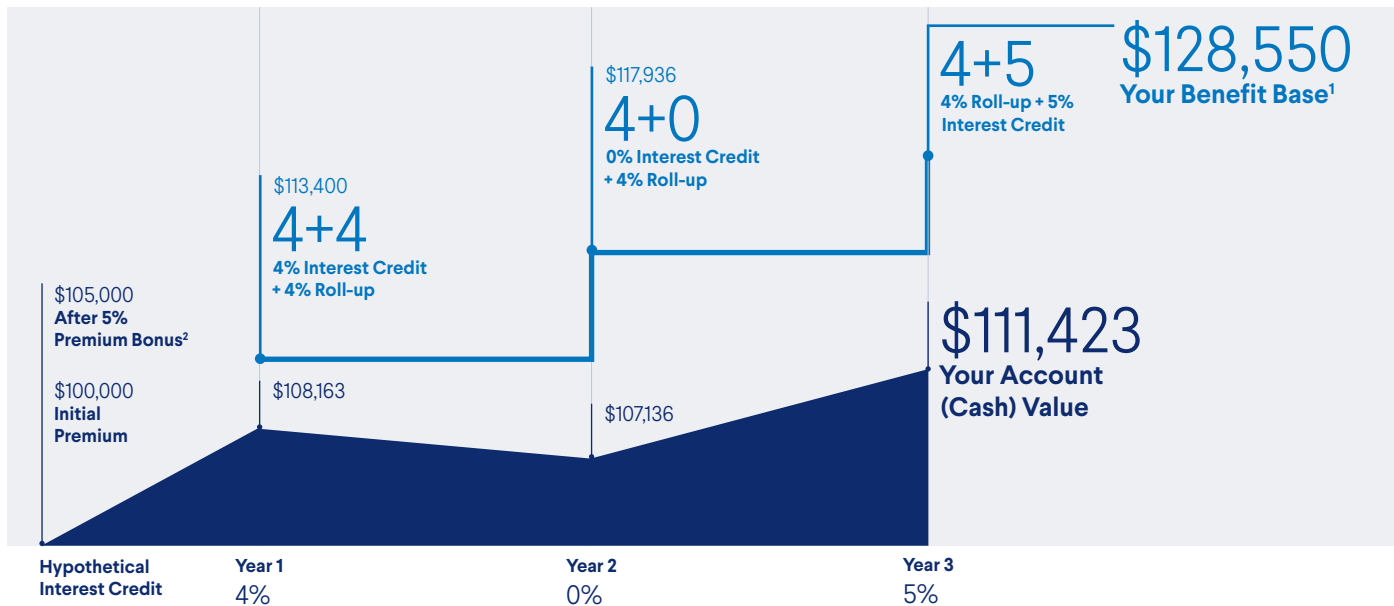 $105,000
After 5%
Premium Bonus²
$100,000
Initial
Premium
$113,400
4+4
4% Interest Credit
+ 4% Roll-up
$108,163
$117,936
4+0
0% Interest Credit
+ 4% Roll-up
$107,136
4+5
4% Roll-up + 5%
Interest Credit
$128,550
Your Benefit Base¹
$111,423
Your Account
(Cash) Value
Hypothetical
Interest Credit
Year 1
4%
Year 2
0%
Year 3
5%